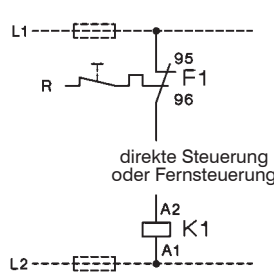 L1
95
F1
R
96
direkte Steuerung
oder Fernsteuerung
A2
K1
A1
L2